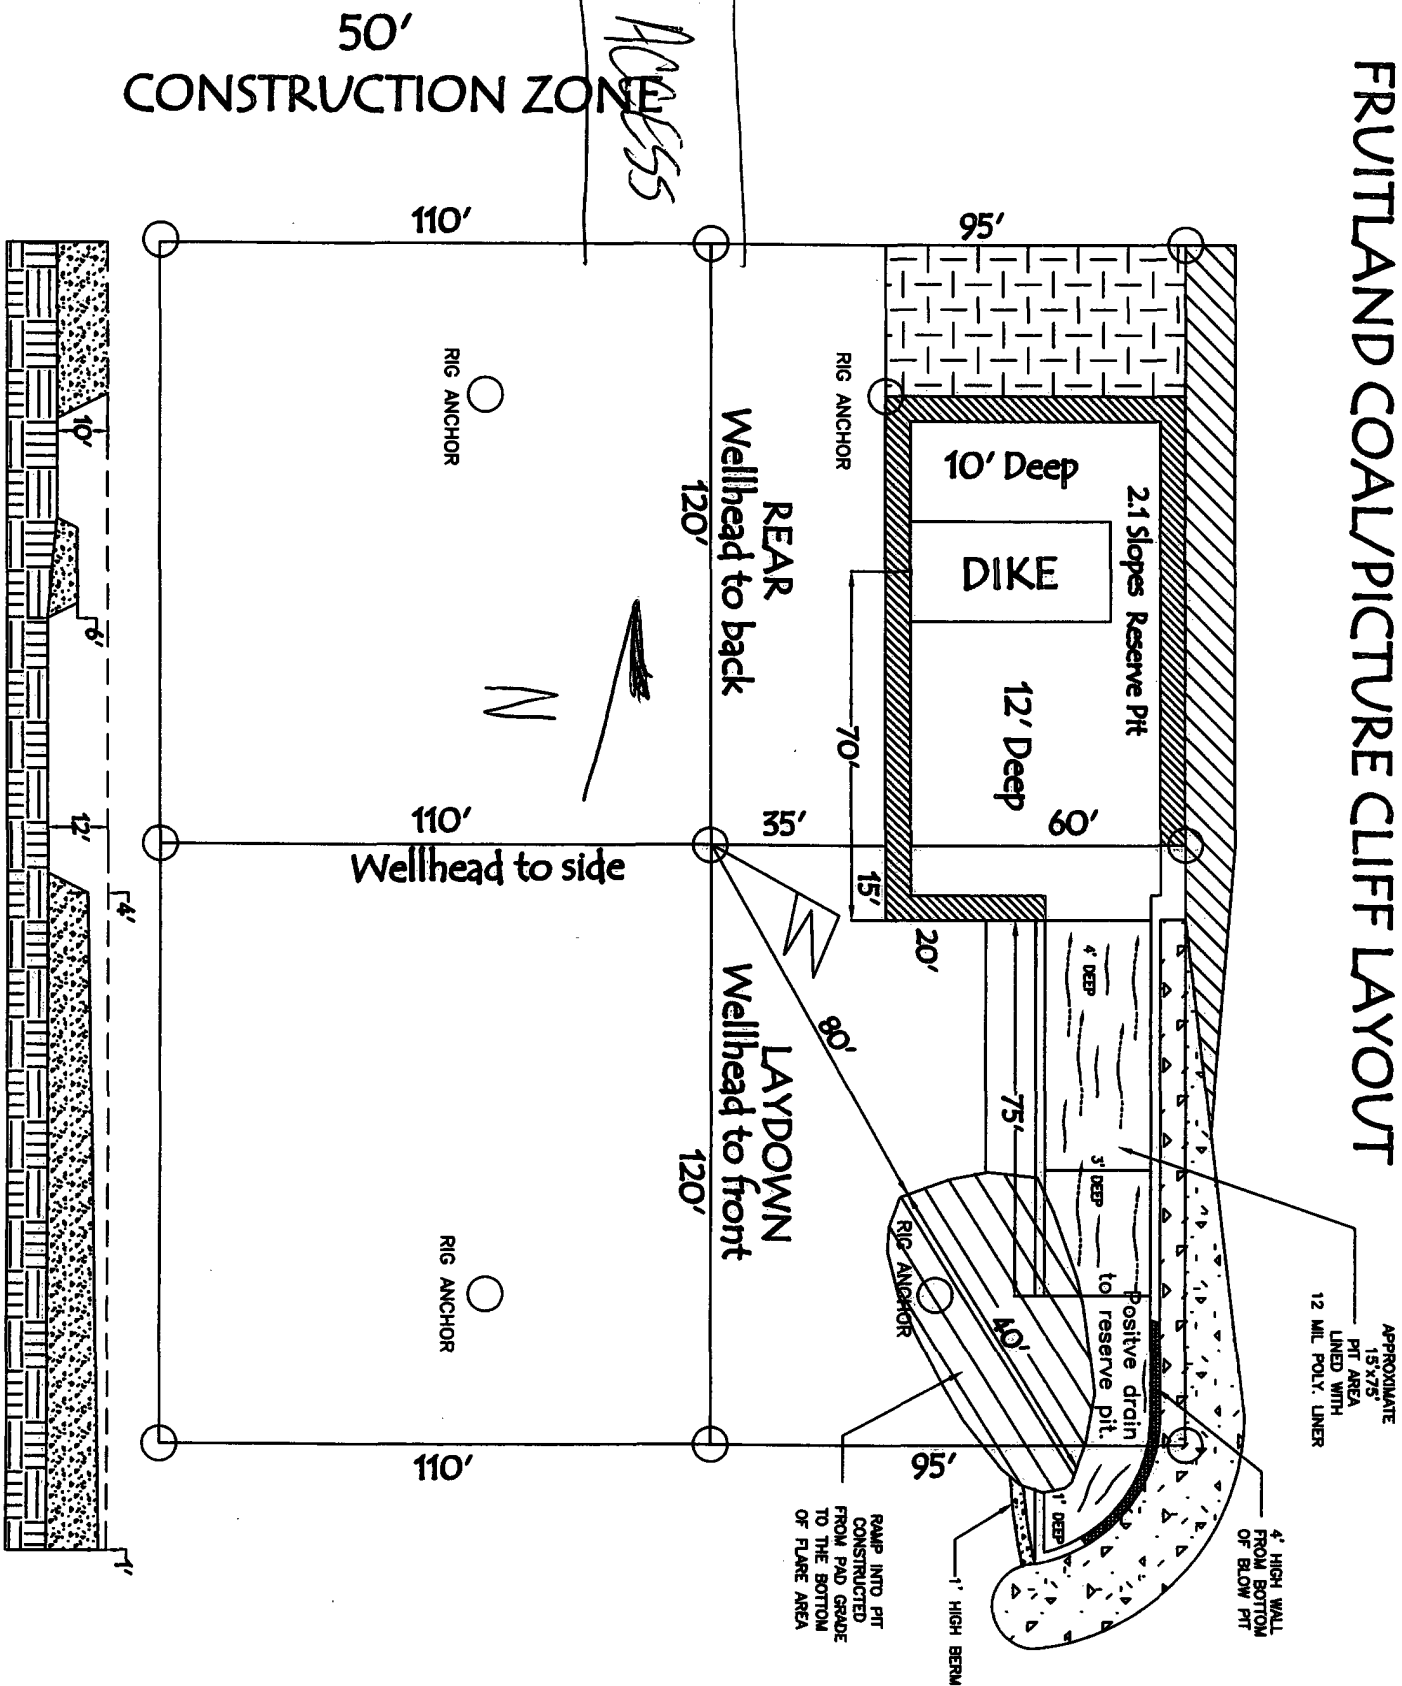 FRUITLAND COAL/PICTURE CLIFF LAYOUT
50'
CONSTRUCTION ZONE
ACCESS
110'
95'
RIG ANCHOR
RIG ANCHOR
10' Deep
2.1 Slopes Reserve Pit
DIKE
12' Deep
REAR
Wellhead to back
120'
N
70'
15'
20'
110'
Wellhead to side
35'
60'
LAYDOWN
Wellhead to front
120'
80'
75'
4' DEEP
3' DEEP
Positve drain
to reserve pit.
40'
RIG ANCHOR
RIG ANCHOR
1' DEEP
110'
95'
APPROXIMATE
15'x75'
PIT AREA
LINED WITH
12 MIL POLY. LINER
4' HIGH WALL
FROM BOTTOM
OF BLOW PIT
1' HIGH BERM
RAMP INTO PIT
CONSTRUCTED
FROM PAD GRADE
TO THE BOTTOM
OF FLARE AREA
10'
6'
12'
4'
1'